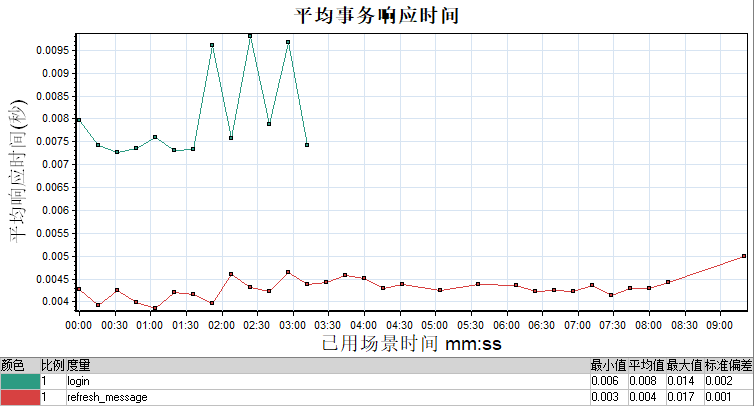 平均事务响应时间
平均响应时间(秒)
0.0095
0.009
0.0085
0.008
0.0075
0.007
0.0065
0.006
0.0055
0.005
0.0045
0.004
00:00 00:30 01:00 01:30 02:00 02:30 03:00 03:30 04:00 04:30 05:00 05:30 06:00 06:30 07:00 07:30 08:00 08:30 09:00
已用场景时间 mm:ss
颜色 比例 度量 最小值 平均值 最大值 标准偏差
1 login 0.006 0.008 0.014 0.002
1 refresh_message 0.003 0.004 0.017 0.001